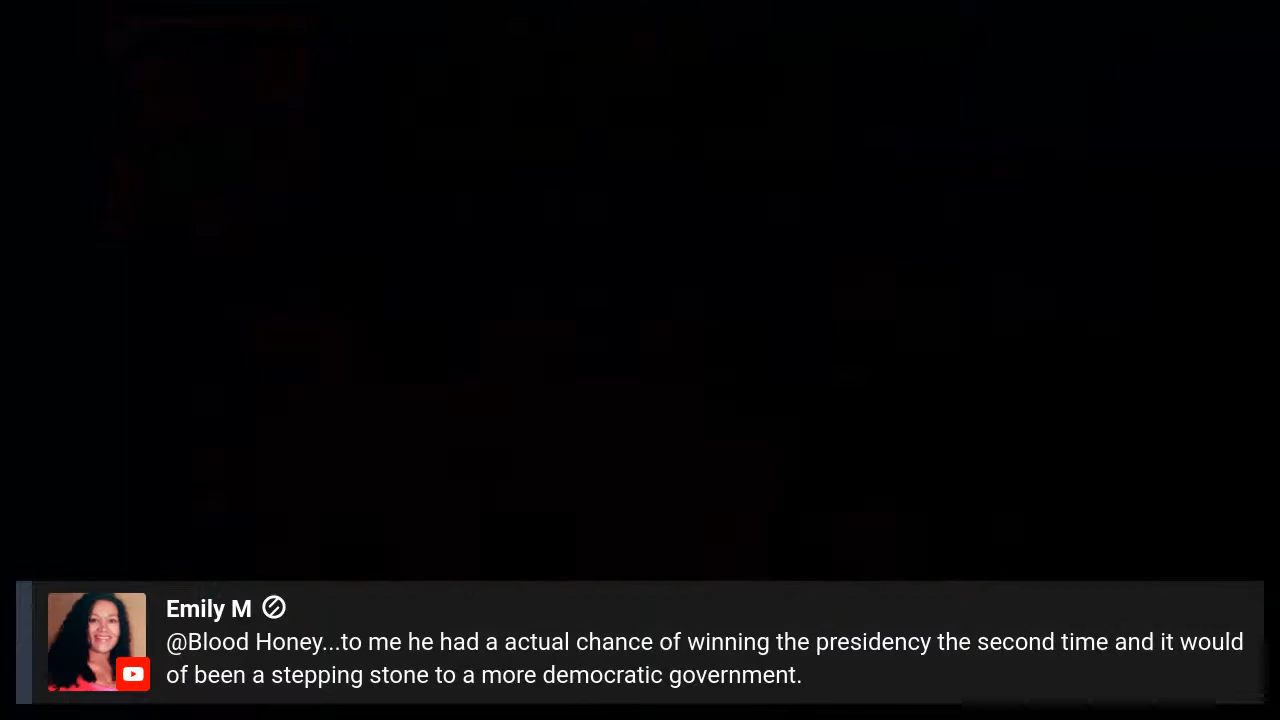 Emily M
@Blood Honey...to me he had a actual chance of winning the presidency the second time and it would
of been a stepping stone to a more democratic government.